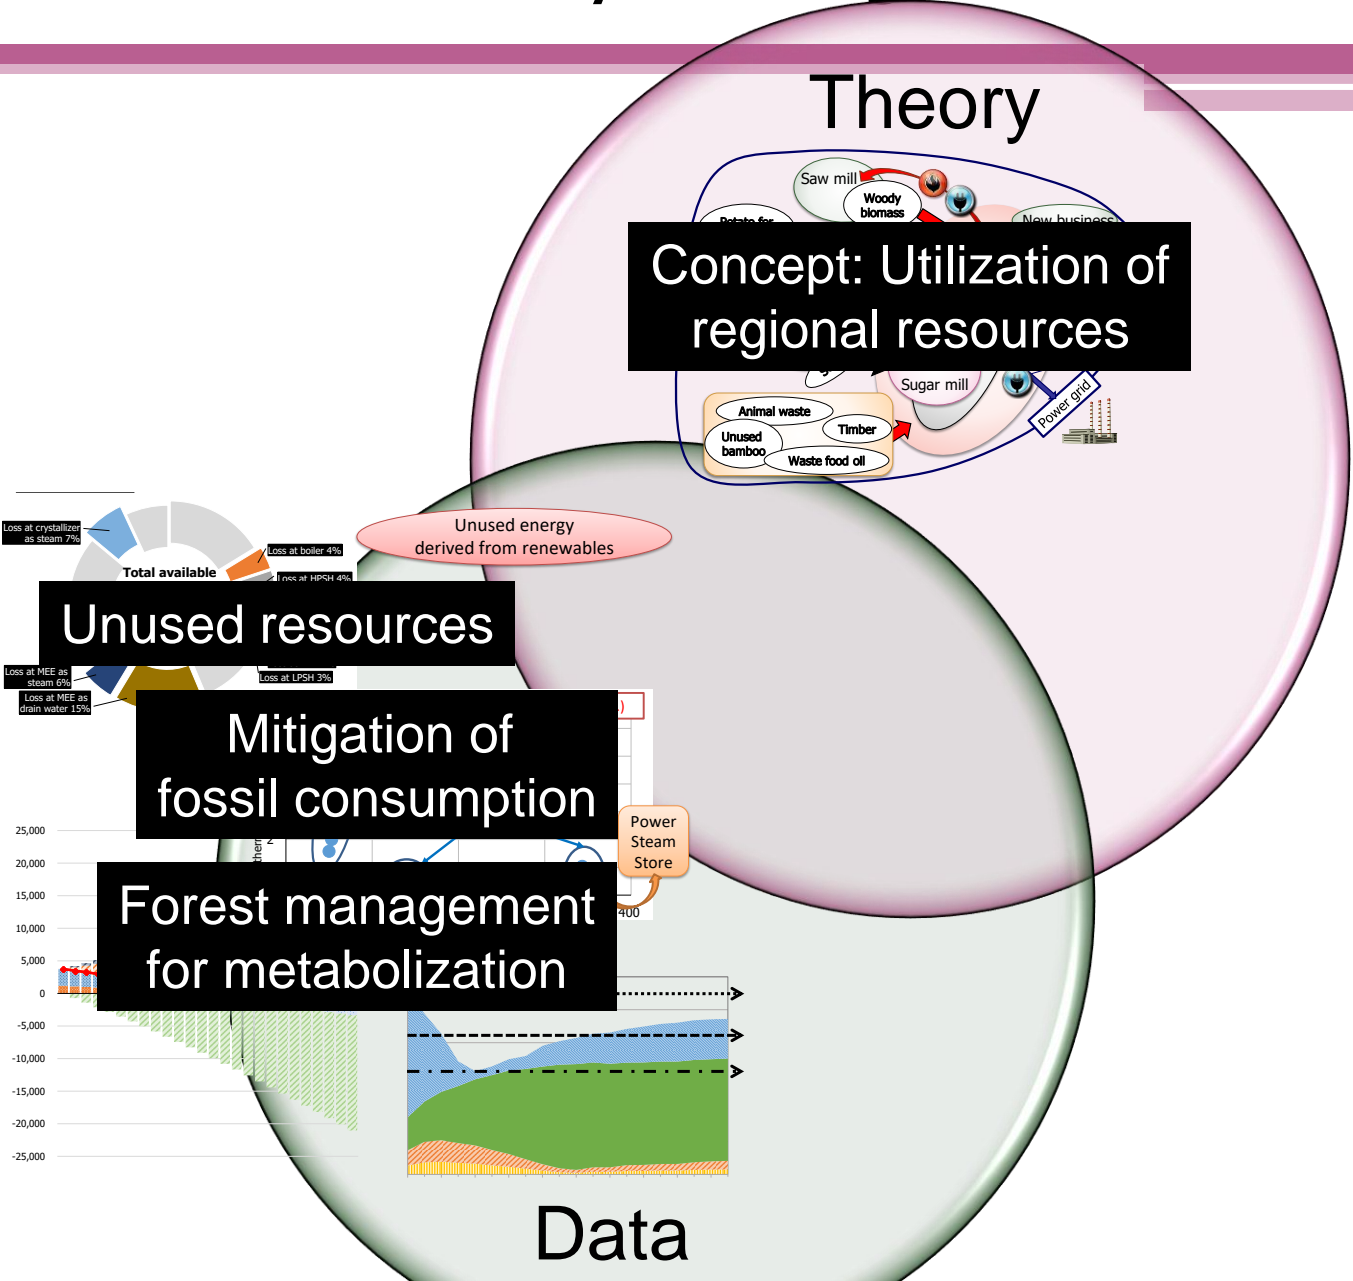 Theory
Saw mill
Woody
biomass
New business
Concept: Utilization of
regional resources
Sugar mill
Power grid
Animal waste
Timber
Unused
bamboo
Waste food oil
Unused energy
derived from renewables
Loss at crystallizer
as steam 7%
Loss at boiler 4%
Total available
Loss at HPSH 4%
Unused resources
Loss at MEE as
steam 6%
Loss at LPSH 3%
Loss at MEE as
drain water 15%
Mitigation of
fossil consumption
Power
Steam
Store
Forest management
for metabolization
400
25,000
20,000
15,000
10,000
5,000
0
-5,000
-10,000
-15,000
-20,000
-25,000
Data